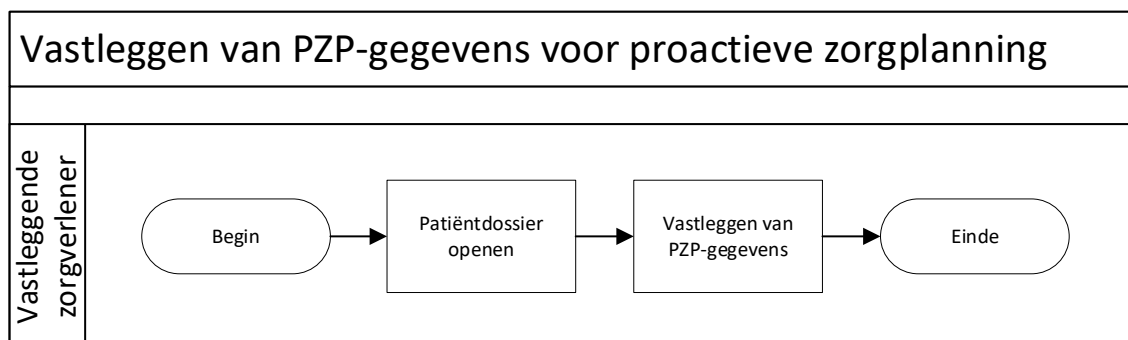 Vastleggen van PZP-gegevens voor proactieve zorgplanning
Vastleggende
zorgverlener
Begin
Patiëntdossier
openen
Vastleggen van
PZP-gegevens
Einde